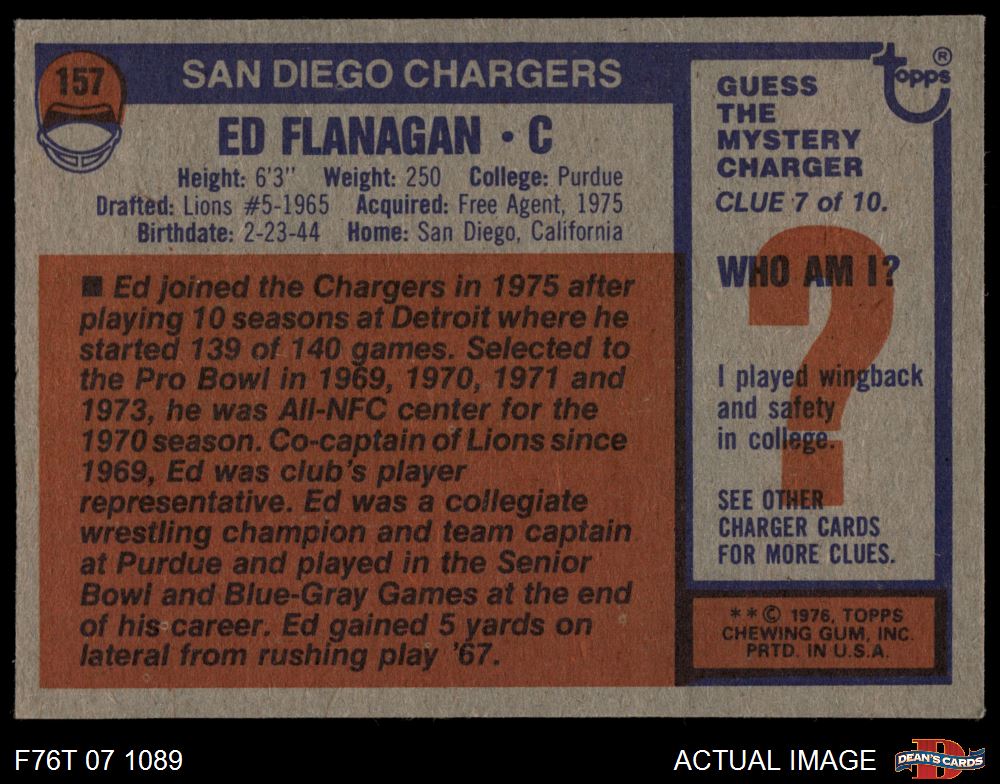 157
SAN DIEGO CHARGERS
ED FLANAGAN · C
Height: 6'3" Weight: 250 College: Purdue
Drafted: Lions #5-1965 Acquired: Free Agent, 1975
Birthdate: 2-23-44 Home: San Diego, California
■ Ed joined the Chargers in 1975 after
playing 10 seasons at Detroit where he
started 139 of 140 games. Selected to
the Pro Bowl in 1969, 1970, 1971 and
1973, he was All-NFC center for the
1970 season. Co-captain of Lions since
1969, Ed was club's player
representative. Ed was a collegiate
wrestling champion and team captain
at Purdue and played in the Senior
Bowl and Blue-Gray Games at the end
of his career. Ed gained 5 yards on
lateral from rushing play '67.
topps®
GUESS
THE
MYSTERY
CHARGER
CLUE 7 of 10.
?
WHO AM I?
I played wingback
and safety
in college.
SEE OTHER
CHARGER CARDS
FOR MORE CLUES.
**© 1976, TOPPS
CHEWING GUM, INC.
PRTD. IN U.S.A.
F76T 07 1089
ACTUAL IMAGE
D
DEAN'S CARDS